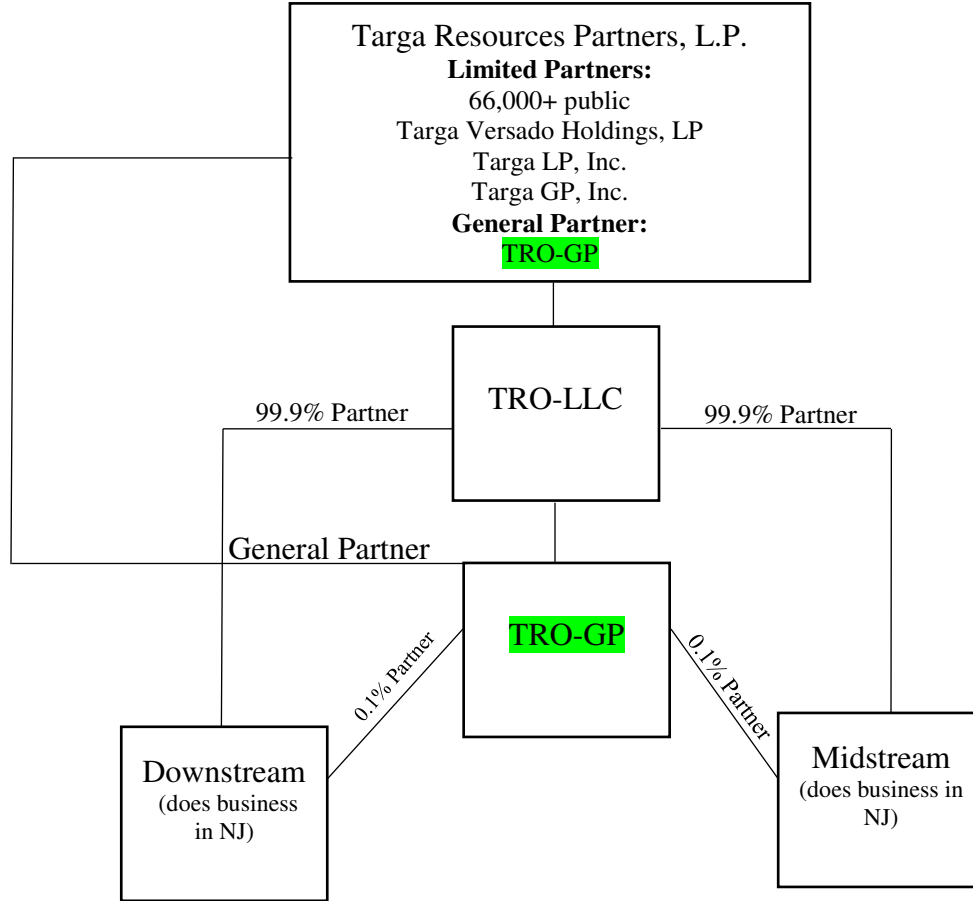 Targa Resources Partners, L.P.
Limited Partners:
66,000+ public
Targa Versado Holdings, LP
Targa LP, Inc.
Targa GP, Inc.
General Partner:
TRO-GP
TRO-LLC
99.9% Partner
99.9% Partner
General Partner
TRO-GP
0.1% Partner
0.1% Partner
Downstream
(does business
in NJ)
Midstream
(does business in
NJ)